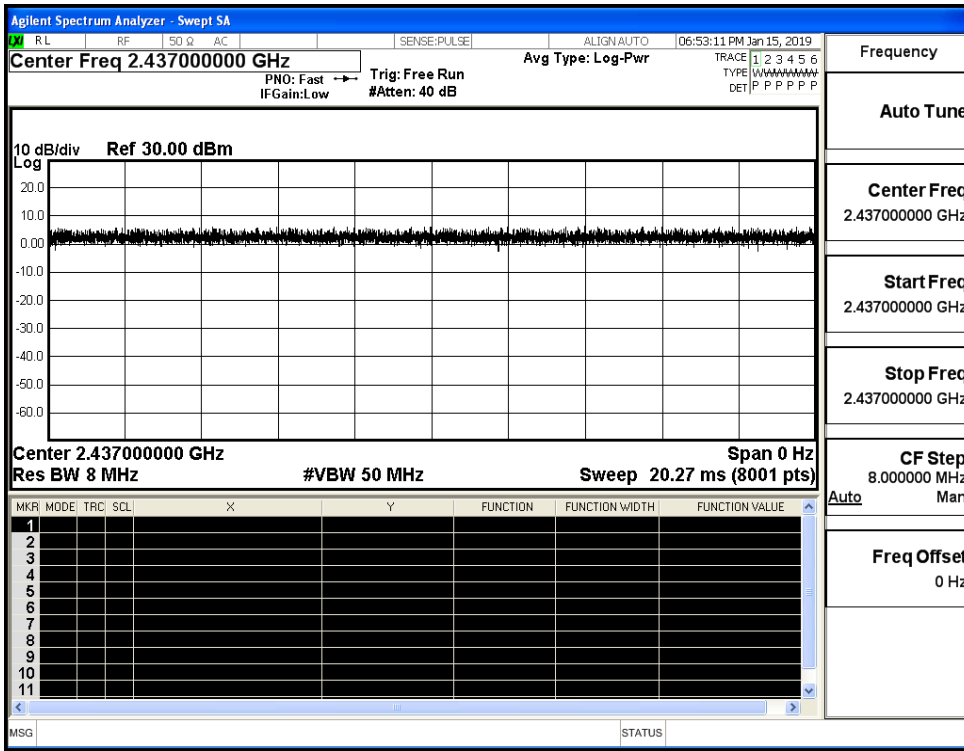 Agilent Spectrum Analyzer - Swept SA
LXI RL RF 50 Ω AC SENSE:PULSE ALIGN AUTO 06:53:11 PM Jan 15, 2019
Center Freq 2.437000000 GHz
Avg Type: Log-Pwr
TRACE 1 2 3 4 5 6
PNO: Fast Trig: Free Run
TYPE WWWWWW
IFGain:Low #Atten: 40 dB
DET P P P P P P
10 dB/div Ref 30.00 dBm
Log
20.0
10.0
0.00
-10.0
-20.0
-30.0
-40.0
-50.0
-60.0
Center 2.437000000 GHz Span 0 Hz
Res BW 8 MHz #VBW 50 MHz Sweep 20.27 ms (8001 pts)
MKR MODE TRC SCL X Y FUNCTION FUNCTION WIDTH FUNCTION VALUE
1
2
3
4
5
6
7
8
9
10
11
MSG STATUS
Frequency
Auto Tune
Center Freq
2.437000000 GHz
Start Freq
2.437000000 GHz
Stop Freq
2.437000000 GHz
CF Step
8.000000 MHz
Auto Man
Freq Offset
0 Hz